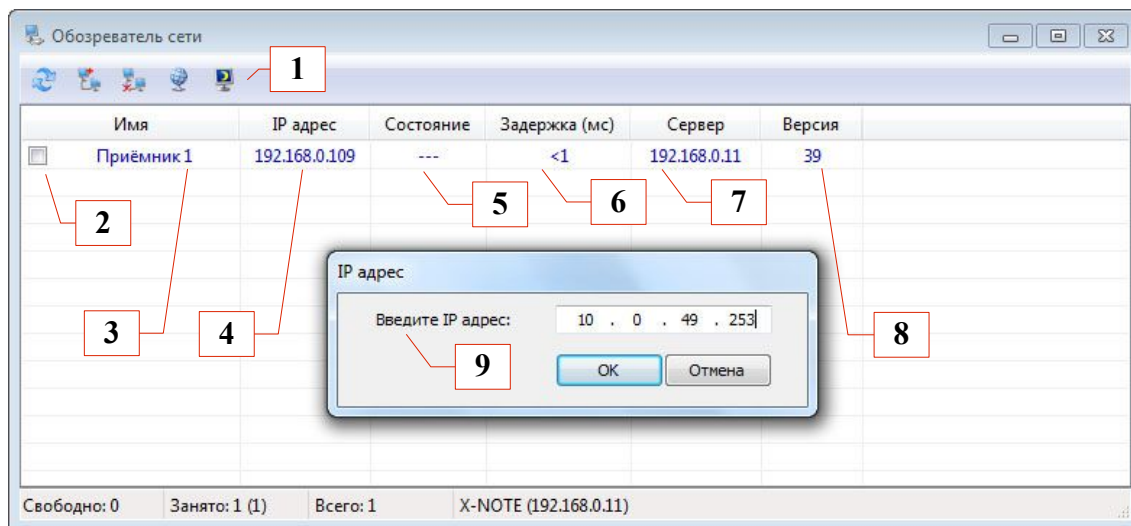 Обозреватель сети
1
Имя IP адрес Состояние Задержка (мс) Сервер Версия
Приёмник 1 192.168.0.109 --- <1 192.168.0.11 39
2
5 6 7
IP адрес
Введите IP адрес: 10 . 0 . 49 . 253
3 4 8
9
OK Отмена
Свободно: 0 Занято: 1 (1) Всего: 1 X-NOTE (192.168.0.11)